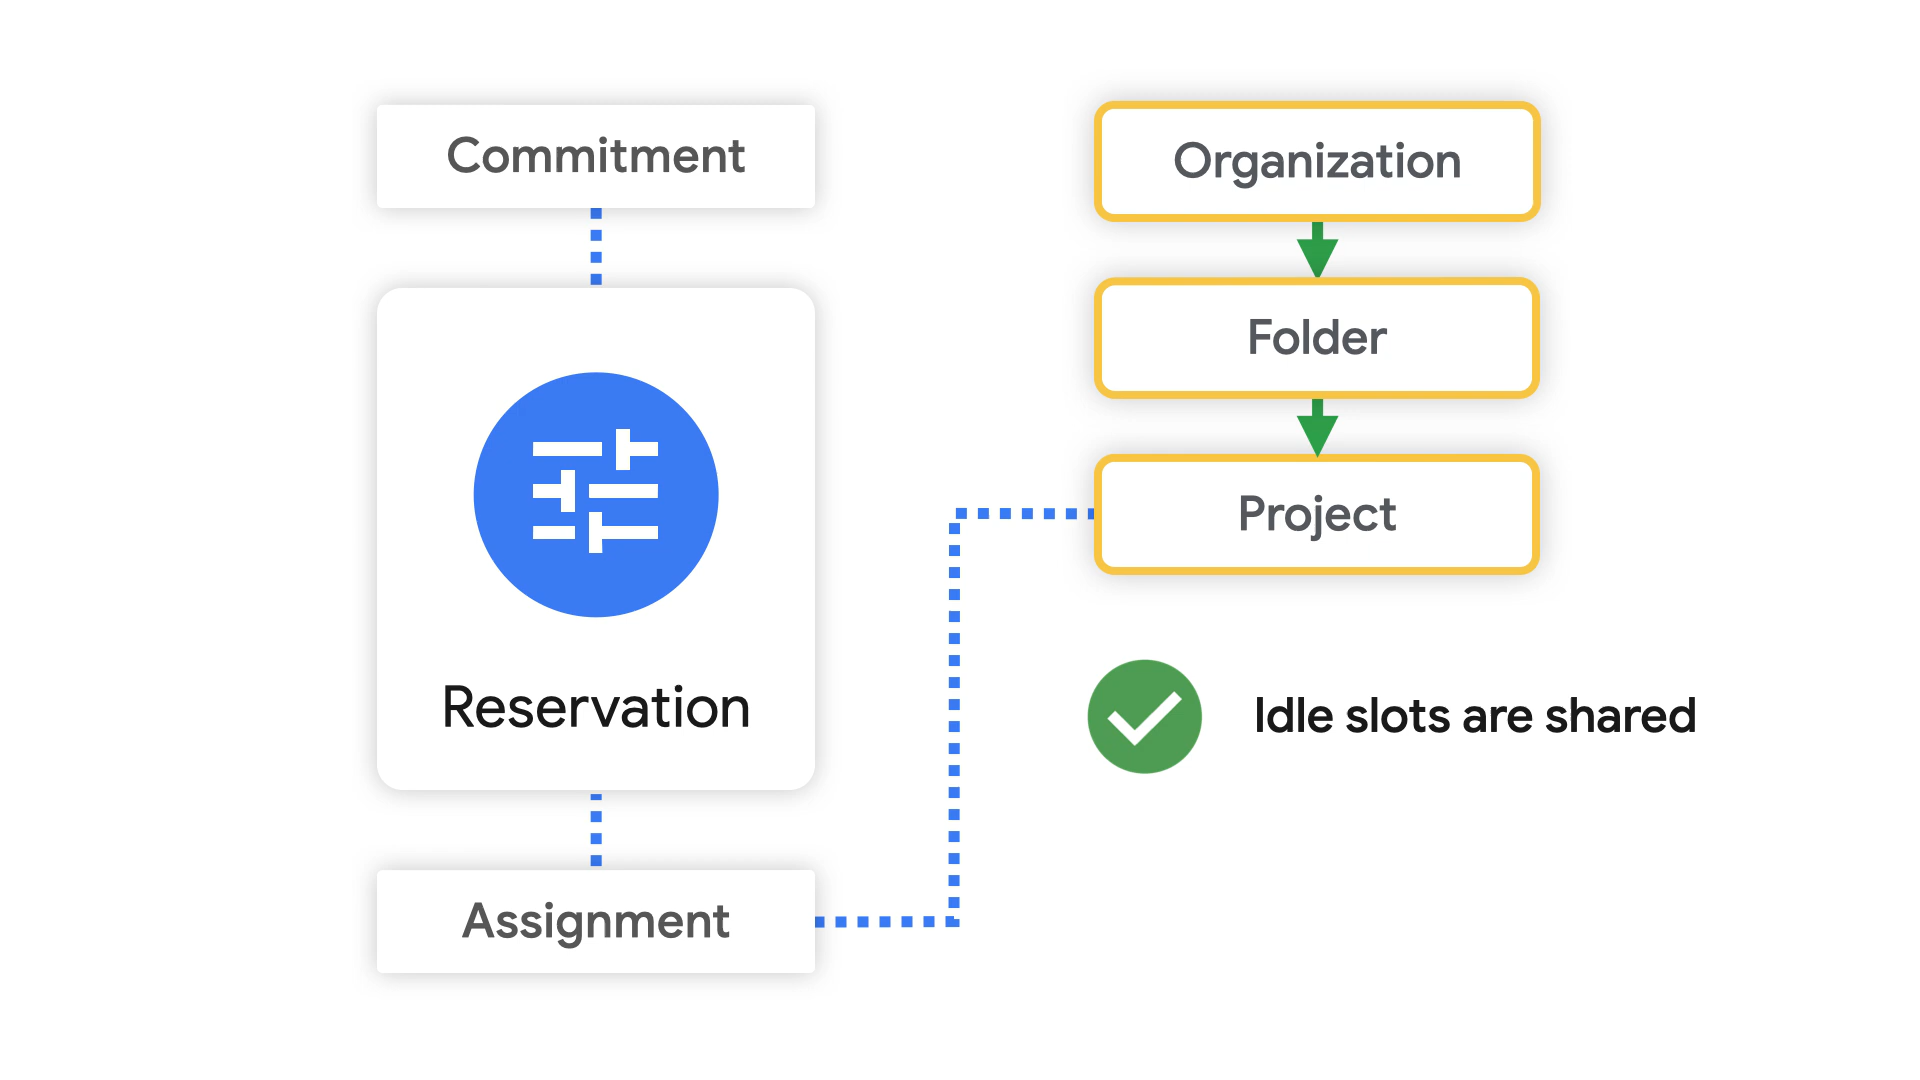 Commitment
Reservation
Assignment
Organization
Folder
Project
Idle slots are shared